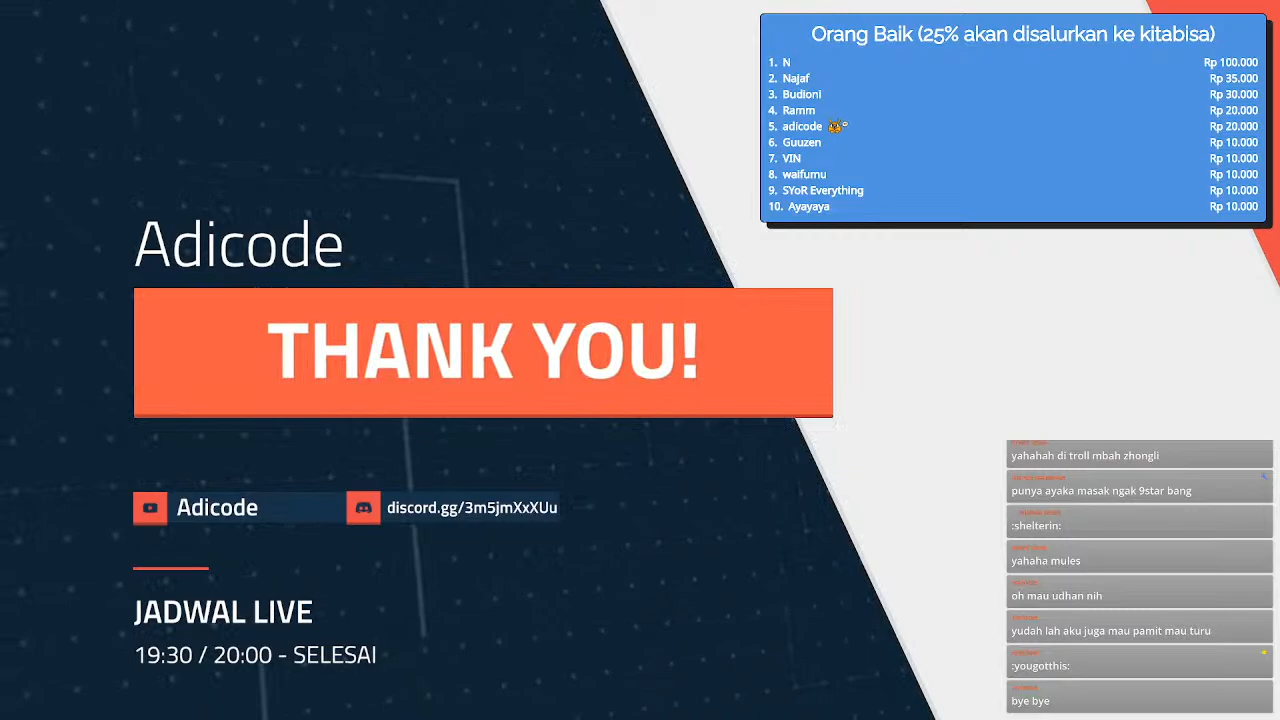 Orang Baik (25% akan disalurkan ke kitabisa)
1. N Rp 100.000
2. Najaf Rp 35.000
3. Budioni Rp 30.000
4. Ramm Rp 20.000
5. adicode Rp 20.000
6. Guuzen Rp 10.000
7. VIN Rp 10.000
8. waifumu Rp 10.000
9. SYoR Everything Rp 10.000
10. Ayayaya Rp 10.000
Adicode
THANK YOU!
Adicode
discord.gg/3m5jmXxXUu
JADWAL LIVE
19:30 / 20:00 - SELESAI
yahahah di troll mbah zhongli
punya ayaka masak ngak 9star bang
:shelterin:
yahaha mules
oh mau udhan nih
yudah lah aku juga mau pamit mau turu
:yougotthis:
bye bye